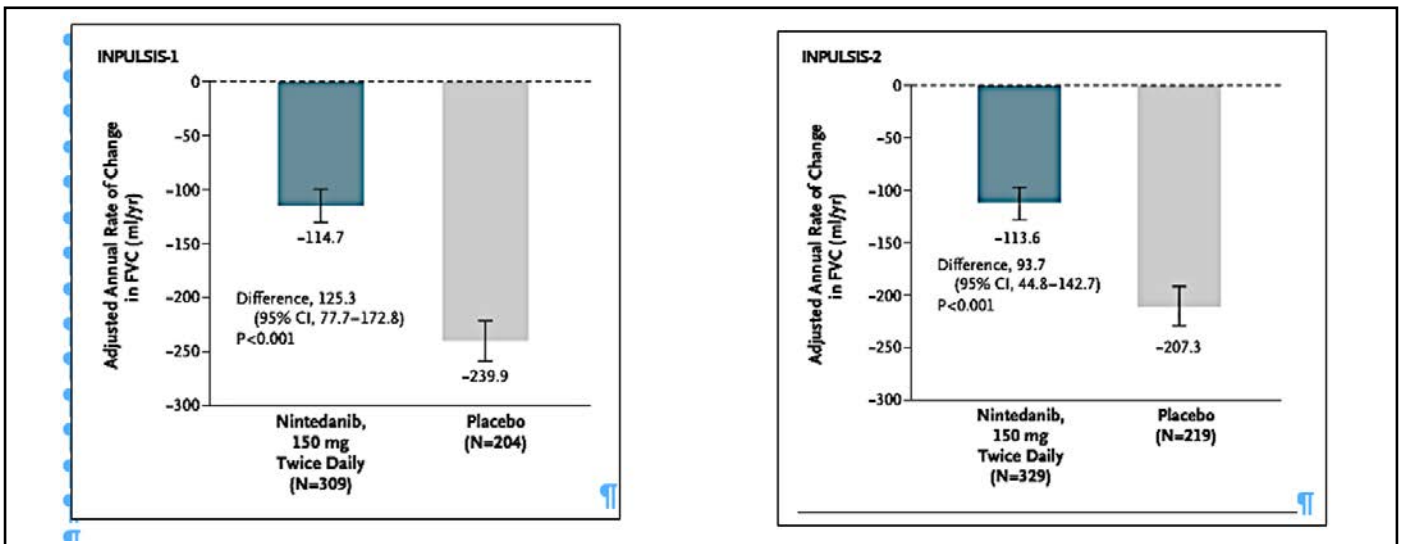 INPULSIS-1
0
−50
−100
−150
−200
−250
−300
Adjusted Annual Rate of Change
in FVC (ml/yr)
−114.7
Difference, 125.3
(95% CI, 77.7–172.8)
P<0.001
−239.9
Nintedanib,
150 mg
Twice Daily
(N=309)
Placebo
(N=204)
¶
¶
INPULSIS-2
0
−50
−100
−150
−200
−250
−300
Adjusted Annual Rate of Change
in FVC (ml/yr)
−113.6
Difference, 93.7
(95% CI, 44.8–142.7)
P<0.001
−207.3
Nintedanib,
150 mg
Twice Daily
(N=329)
Placebo
(N=219)
¶